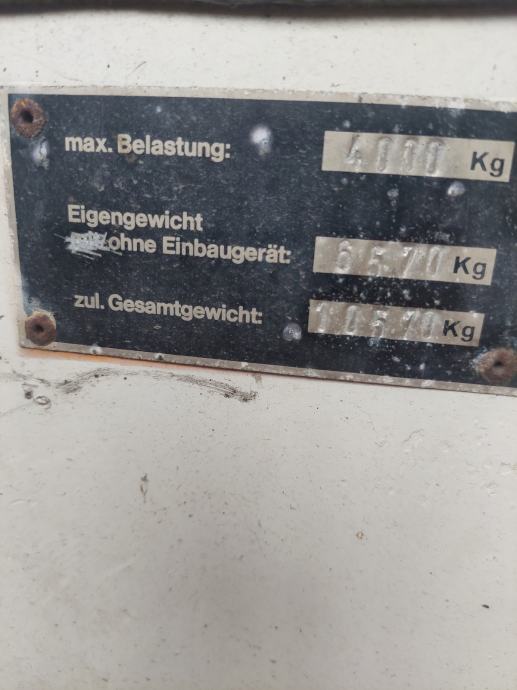 max. Belastung: 4000 Kg
Eigengewicht
ohne Einbaugerät: 6570 Kg
zul. Gesamtgewicht: 10570 Kg